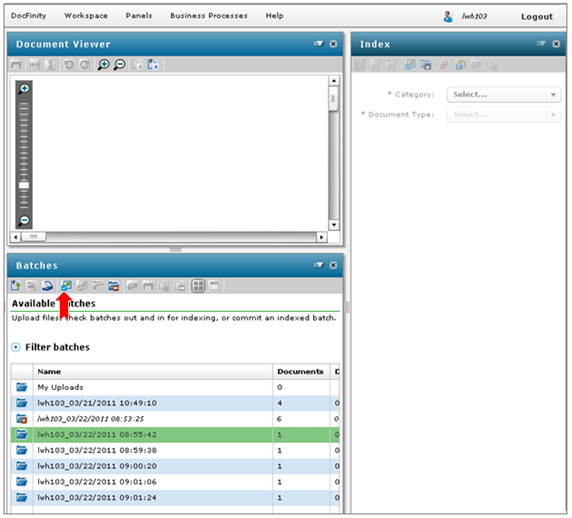 DocFinity Workspace Panels Business Processes Help lwh103 Logout
Document Viewer
Index
* Category: Select...
* Document Type: Select...
Batches
Available
Upload files, check batches out and in for indexing, or commit an indexed batch.
Filter batches
Name Documents D
My Uploads 0
lwh103_03/21/2011 10:49:10 4 0
lwh103_03/22/2011 08:53:25 6 0
lwh103_03/22/2011 08:55:42 1 0
lwh103_03/22/2011 08:59:38 1 0
lwh103_03/22/2011 09:00:20 1 0
lwh103_03/22/2011 09:01:06 1 0
lwh103_03/22/2011 09:01:24 1 0